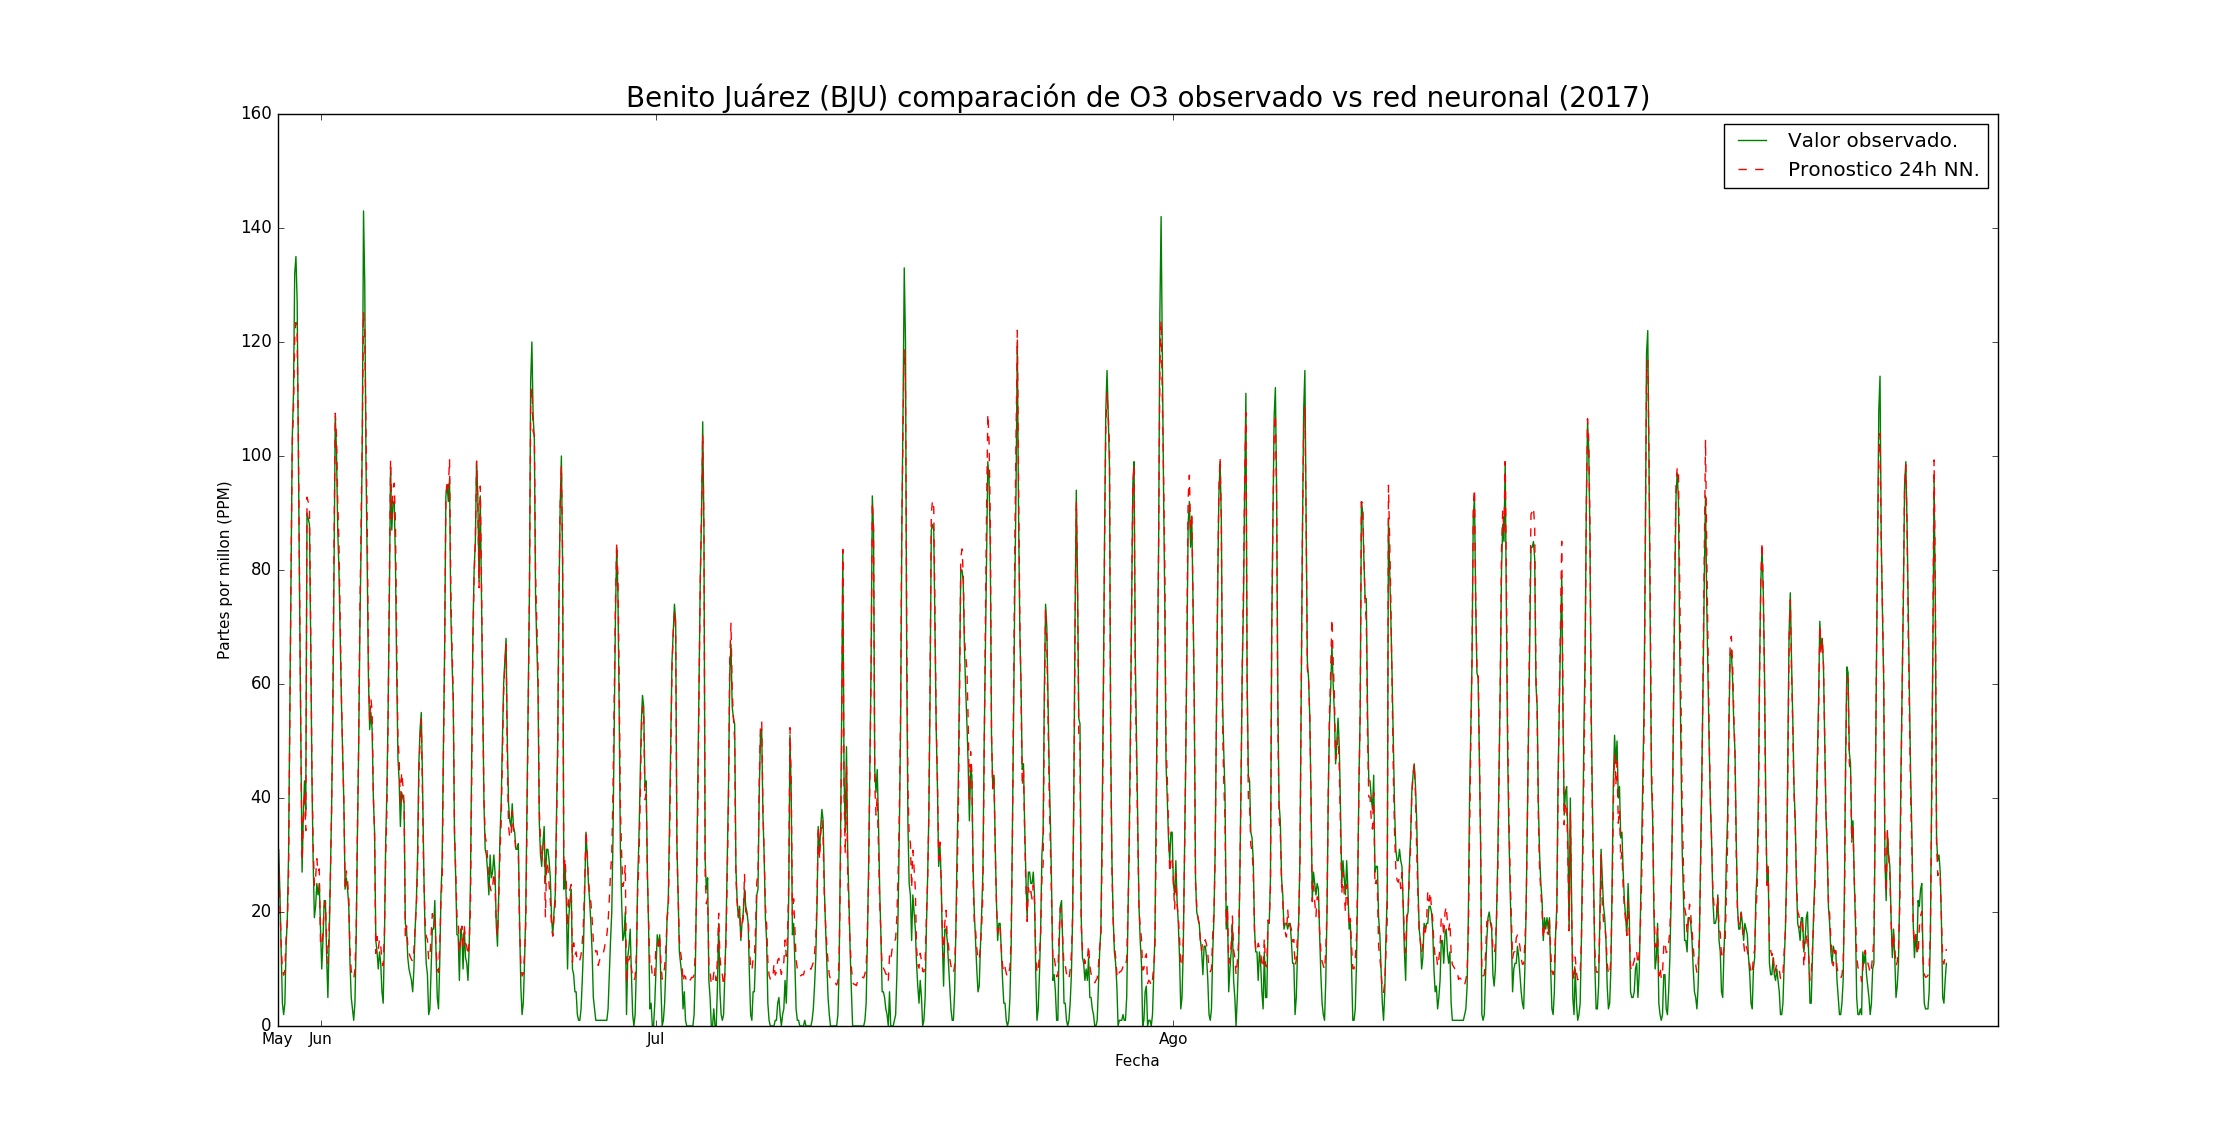 Benito Juárez (BJU) comparación de O3 observado vs red neuronal (2017)
160
140
120
100
80
60
40
20
0
Partes por millon (PPM)
Valor observado.
Pronostico 24h NN.
May Jun Jul Ago
Fecha